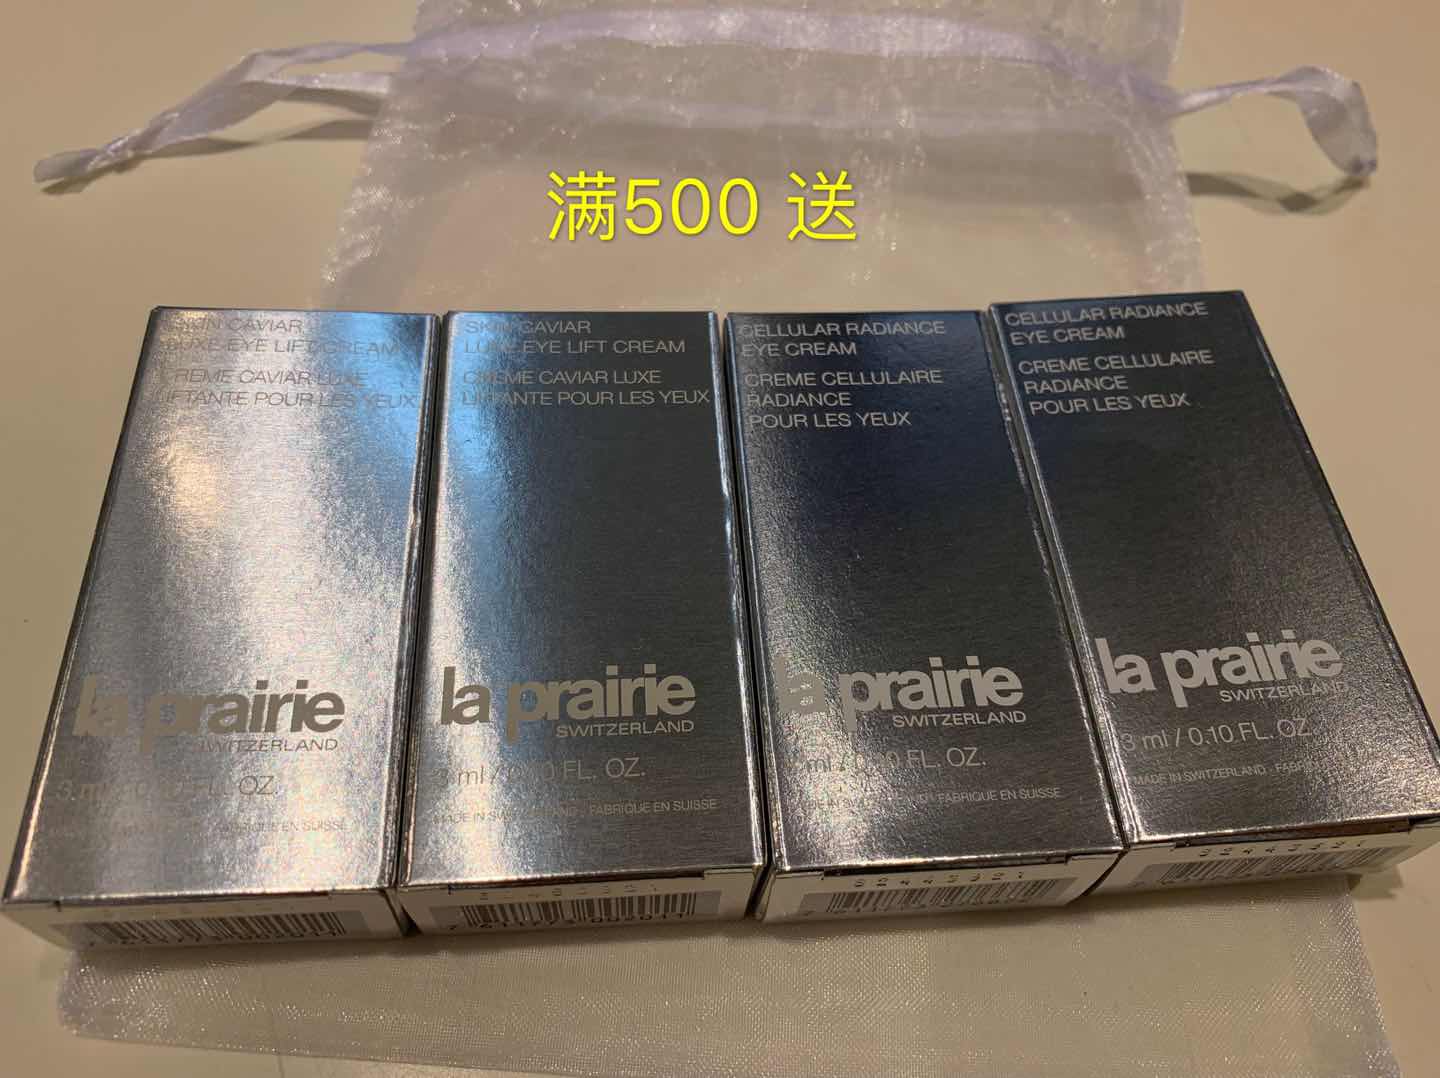 满500 送
SKIN CAVIAR
LUXE EYE LIFT CREAM
CREME CAVIAR LUXE
LIFTANTE POUR LES YEUX
la prairie
SWITZERLAND
FL. OZ.
FABRIQUE EN SUISSE
SKIN CAVIAR
LUXE EYE LIFT CREAM
CREME CAVIAR LUXE
LIFTANTE POUR LES YEUX
la prairie
SWITZERLAND
3 ml / 0.10 FL. OZ.
MADE IN SWITZERLAND - FABRIQUE EN SUISSE
CELLULAR RADIANCE
EYE CREAM
CREME CELLULAIRE
RADIANCE
POUR LES YEUX
la prairie
SWITZERLAND
ml / 0.10 FL. OZ.
FABRIQUE EN SUISSE
CELLULAR RADIANCE
EYE CREAM
CREME CELLULAIRE
RADIANCE
POUR LES YEUX
la prairie
SWITZERLAND
3 ml / 0.10 FL. OZ.
MADE IN SWITZERLAND -